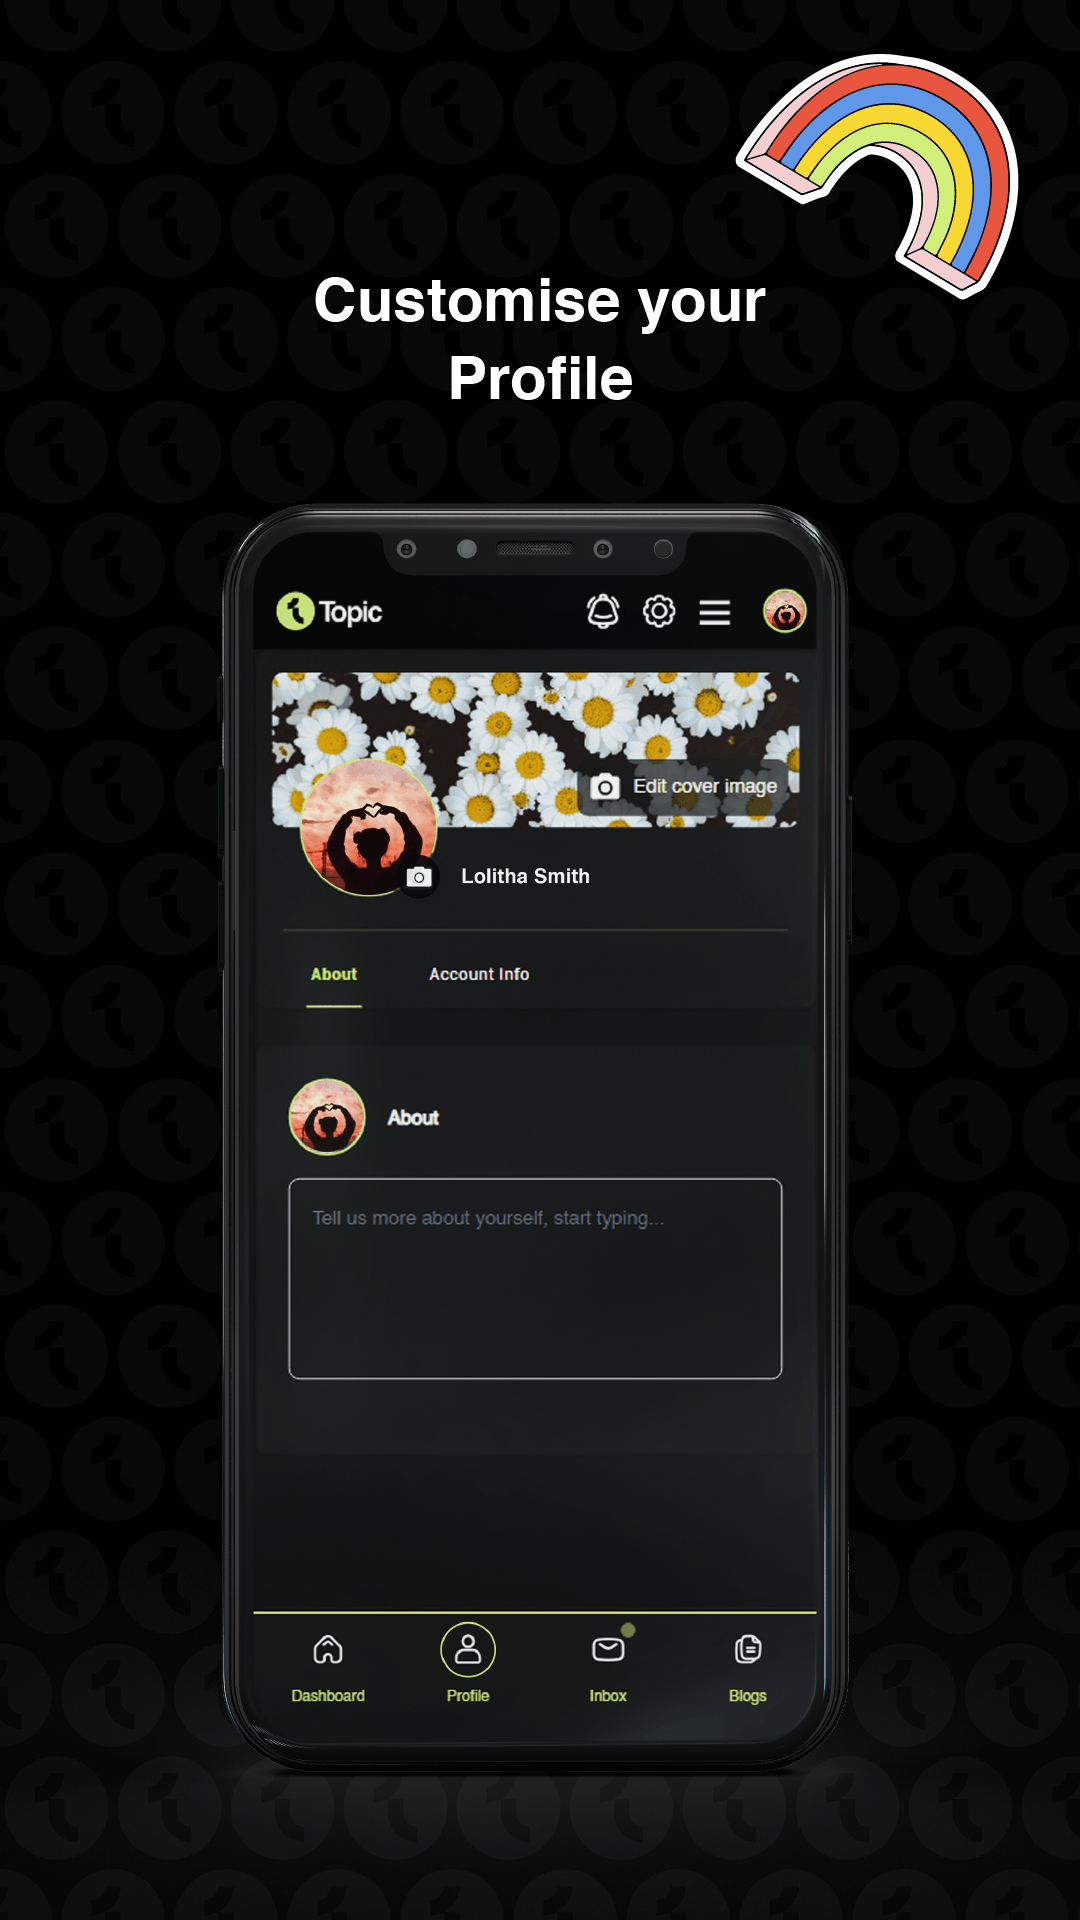 Customise your
Profile
Topic
Edit cover image
Lolitha Smith
About
Account Info
About
Tell us more about yourself, start typing...
Dashboard
Profile
Inbox
Blogs